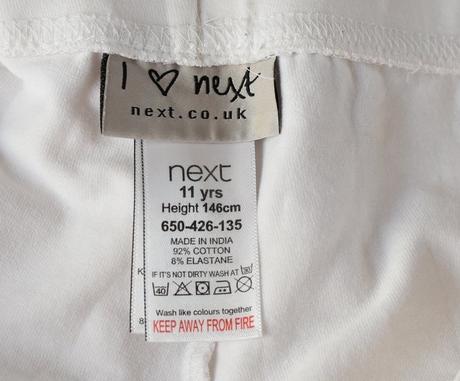 I ♡ next
next.co.uk
next
11 yrs
Height 146cm
650-426-135
MADE IN INDIA
92% COTTON
8% ELASTANE
IF IT'S NOT DIRTY WASH AT 30
40
Wash like colours together
KEEP AWAY FROM FIRE